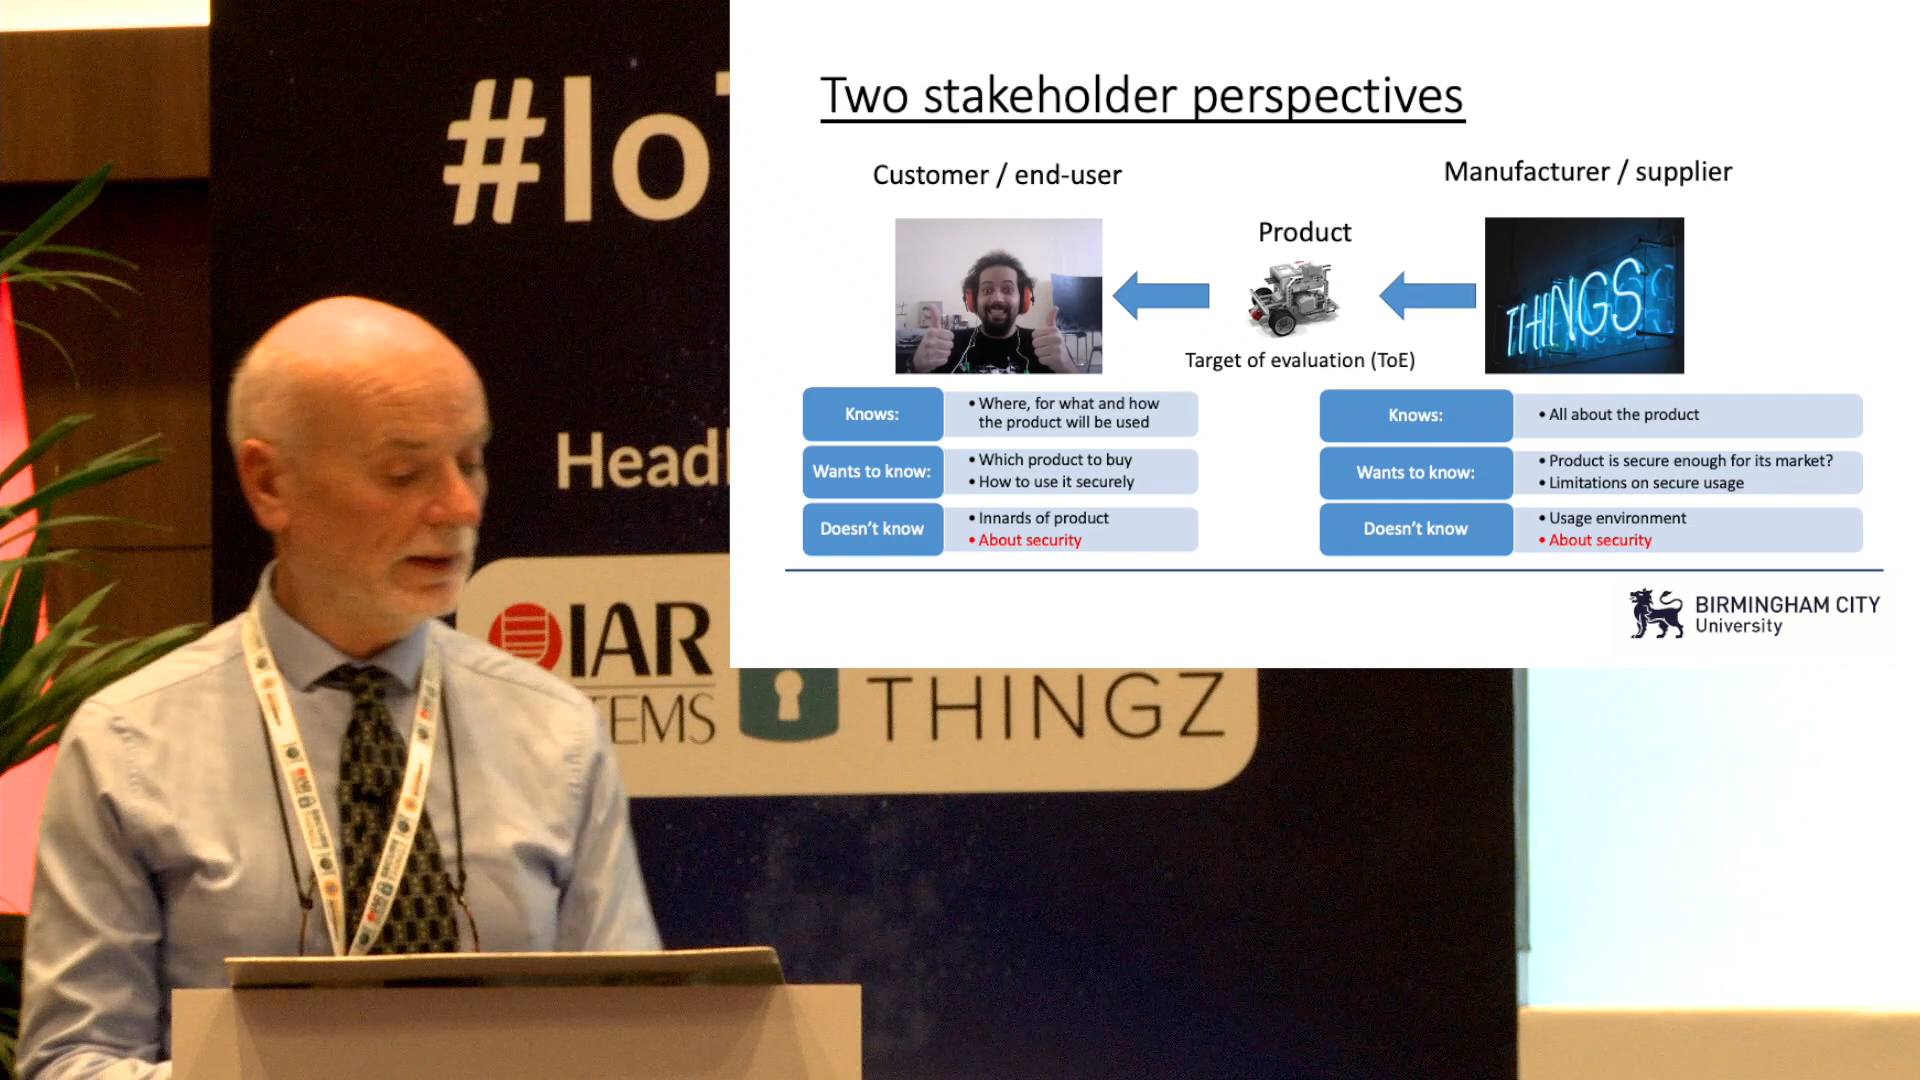 #Io
Headl
IAR
TEMS
THINGZ
Two stakeholder perspectives
Customer / end-user
Manufacturer / supplier
Product
THINGS
Target of evaluation (ToE)
Knows:
• Where, for what and how
the product will be used
Wants to know:
• Which product to buy
• How to use it securely
Doesn't know
• Innards of product
• About security
Knows:
• All about the product
Wants to know:
• Product is secure enough for its market?
• Limitations on secure usage
Doesn't know
• Usage environment
• About security
BIRMINGHAM CITY
University